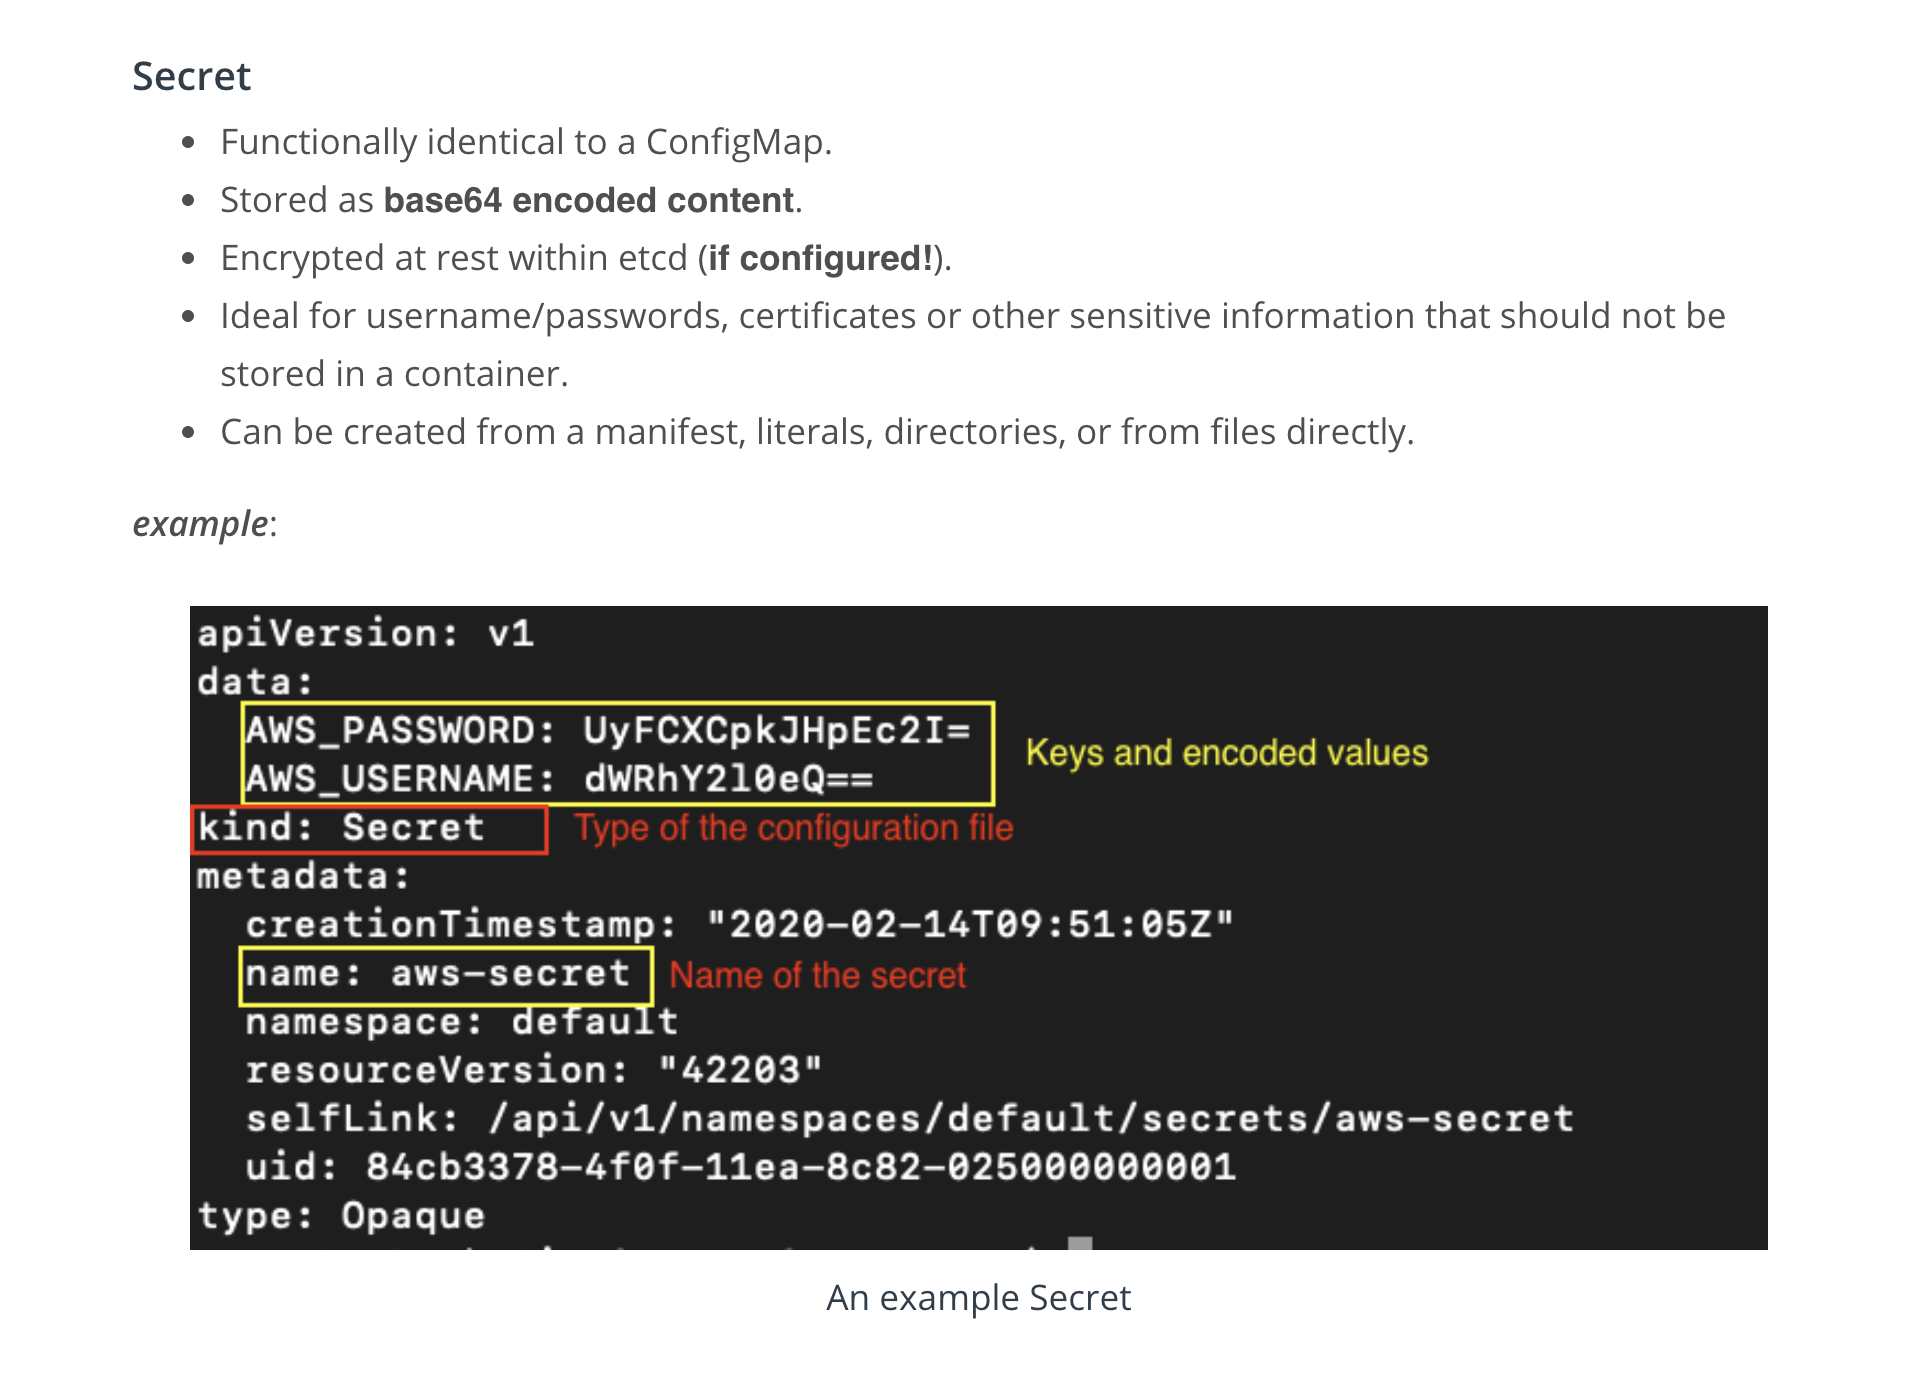 Secret
Functionally identical to a ConfigMap.
Stored as base64 encoded content.
Encrypted at rest within etcd (if configured!).
Ideal for username/passwords, certificates or other sensitive information that should not be
stored in a container.
Can be created from a manifest, literals, directories, or from files directly.
example:
apiVersion: v1
data:
AWS_PASSWORD: UyFCXCpkJHpEc2I=
AWS_USERNAME: dWRhY2l0eQ==
Keys and encoded values
kind: Secret Type of the configuration file
metadata:
creationTimestamp: "2020-02-14T09:51:05Z"
name: aws-secret Name of the secret
namespace: default
resourceVersion: "42203"
selfLink: /api/v1/namespaces/default/secrets/aws-secret
uid: 84cb3378-4f0f-11ea-8c82-025000000001
type: Opaque
An example Secret